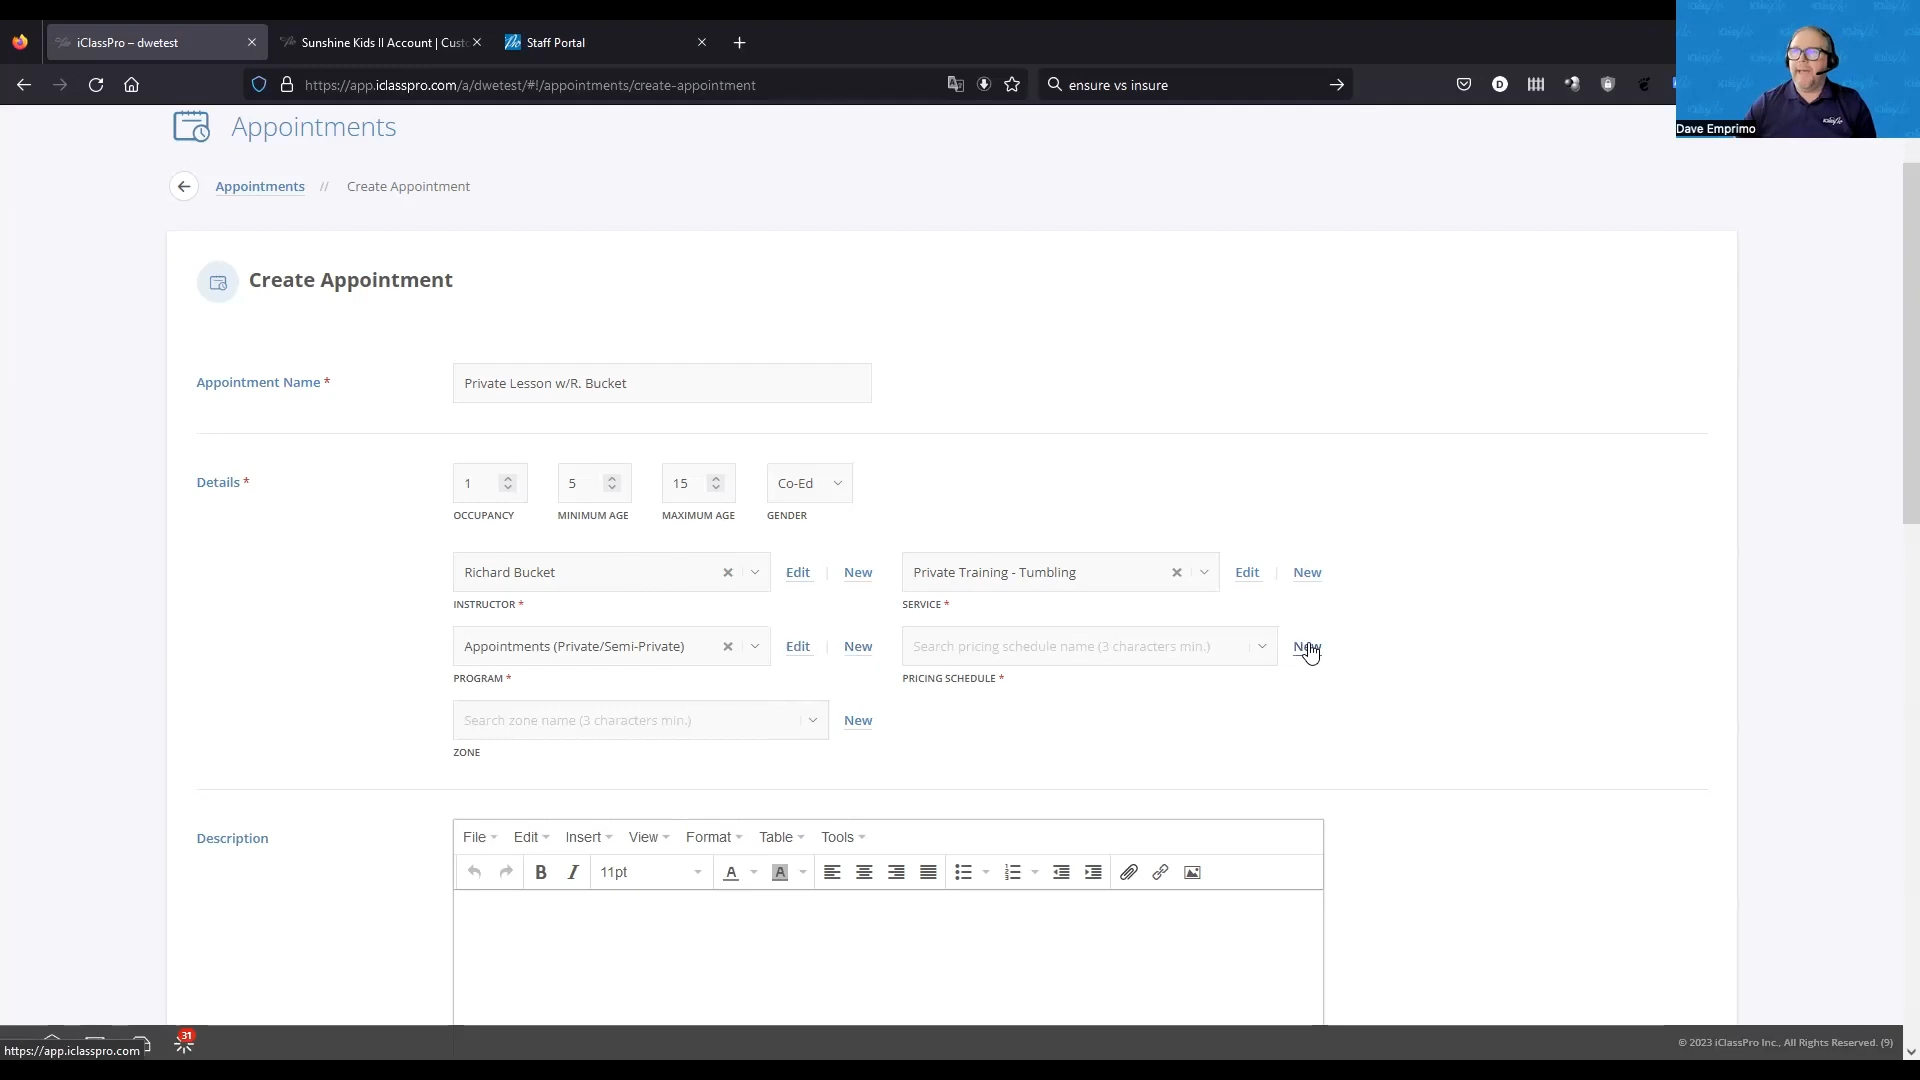 iClassPro – dwetest
Sunshine Kids II Account | Cust
Staff Portal
https://app.iclasspro.com/a/dwetest/#!/appointments/create-appointment
ensure vs insure
Dave Emprimo
Appointments
Appointments // Create Appointment
Create Appointment
Appointment Name *
Private Lesson w/R. Bucket
Details *
1 5 15 Co-Ed
OCCUPANCY MINIMUM AGE MAXIMUM AGE GENDER
Richard Bucket Edit | New Private Training - Tumbling Edit | New
INSTRUCTOR * SERVICE *
Appointments (Private/Semi-Private) Edit | New Search pricing schedule name (3 characters min.) New
PROGRAM * PRICING SCHEDULE *
Search zone name (3 characters min.) New
ZONE
Description
File Edit Insert View Format Table Tools
B I 11pt A A
31
https://app.iclasspro.com
© 2023 iClassPro Inc., All Rights Reserved. (9)